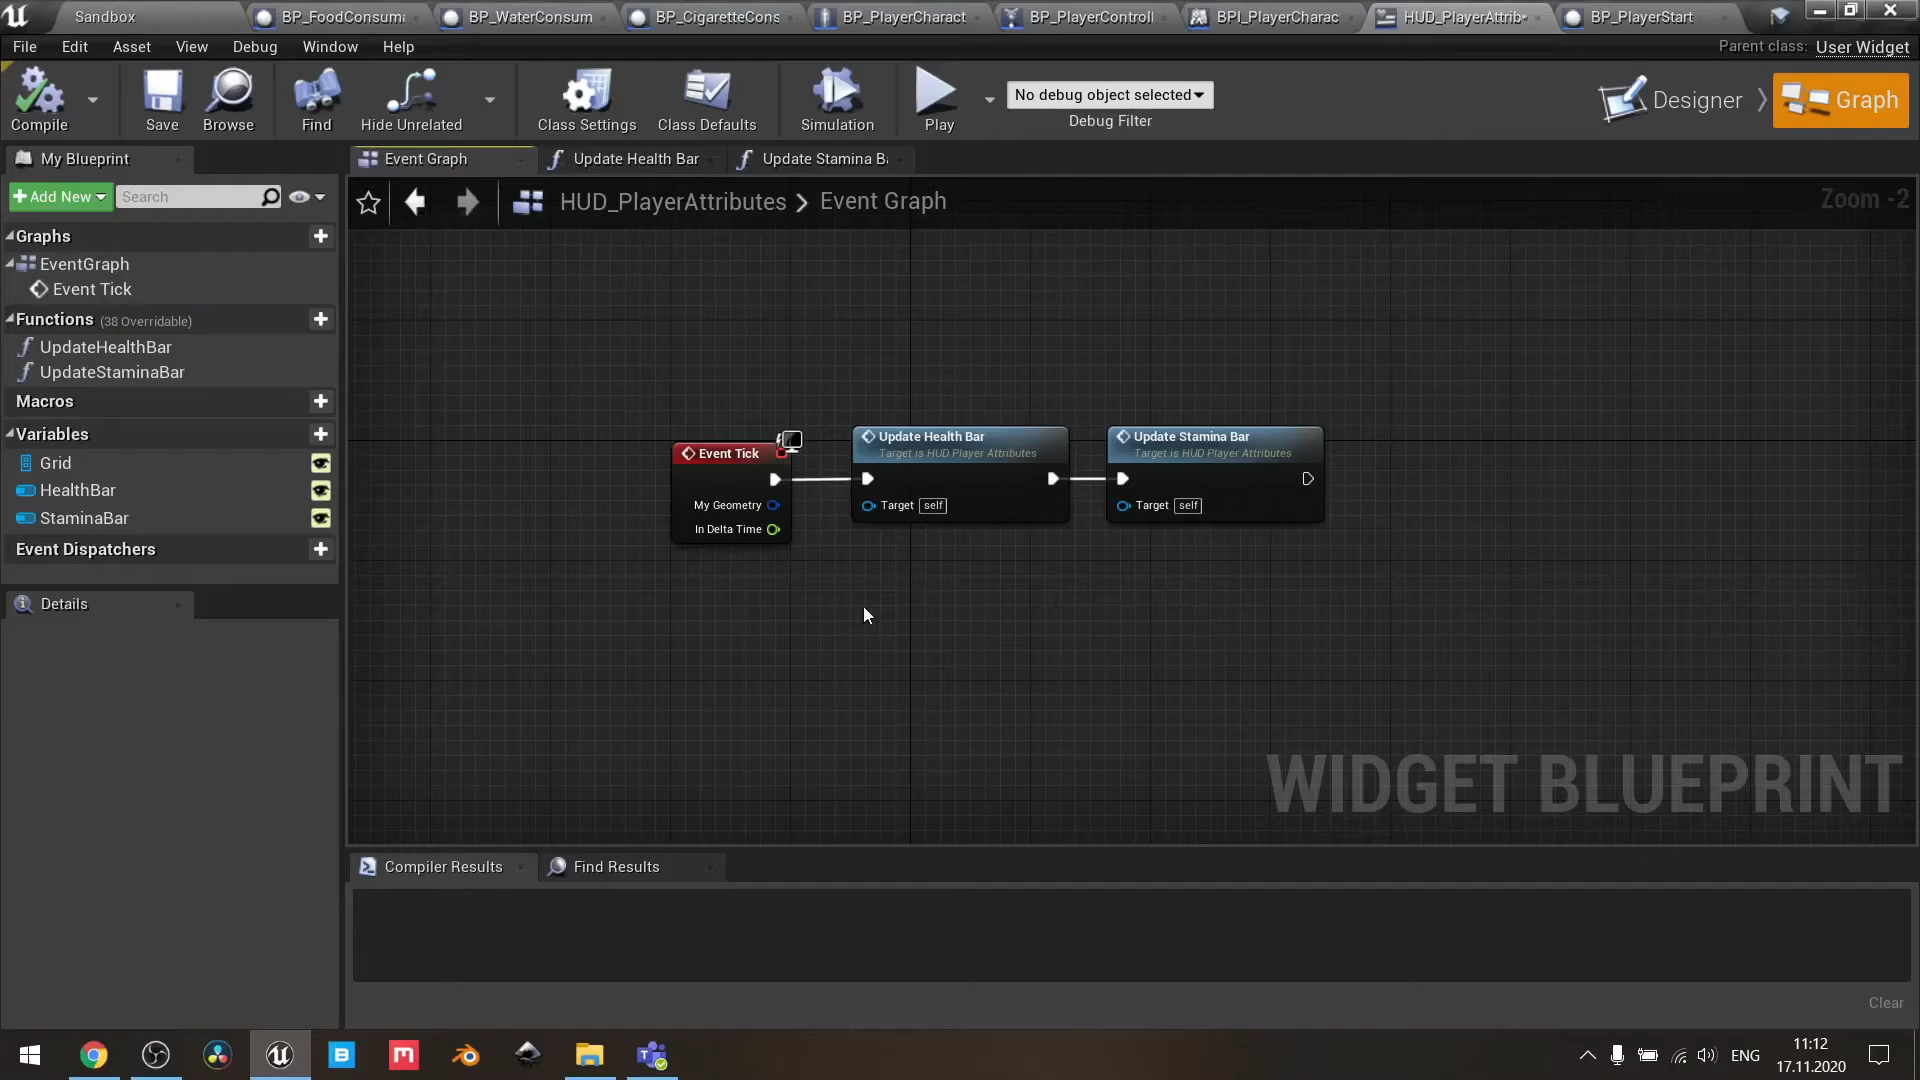 Sandbox
BP_FoodConsum
BP_WaterConsum
BP_CigaretteCons
BP_PlayerCharact
BP_PlayerControll
BPI_PlayerCharac
HUD_PlayerAttrib•
BP_PlayerStart
File Edit Asset View Debug Window Help
Parent class: User Widget
Compile
Save
Browse
Find
Hide Unrelated
Class Settings
Class Defaults
Simulation
Play
No debug object selected
Debug Filter
Designer
Graph
My Blueprint
Event Graph
Update Health Bar
Update Stamina Ba
Add New
Search
HUD_PlayerAttributes > Event Graph
Zoom -2
Graphs
EventGraph
Event Tick
Functions (38 Overridable)
UpdateHealthBar
UpdateStaminaBar
Macros
Variables
Grid
HealthBar
StaminaBar
Event Dispatchers
Details
Event Tick
My Geometry
In Delta Time
Update Health Bar
Target is HUD Player Attributes
Target self
Update Stamina Bar
Target is HUD Player Attributes
Target self
WIDGET BLUEPRINT
Compiler Results
Find Results
Clear
ENG
11:12
17.11.2020